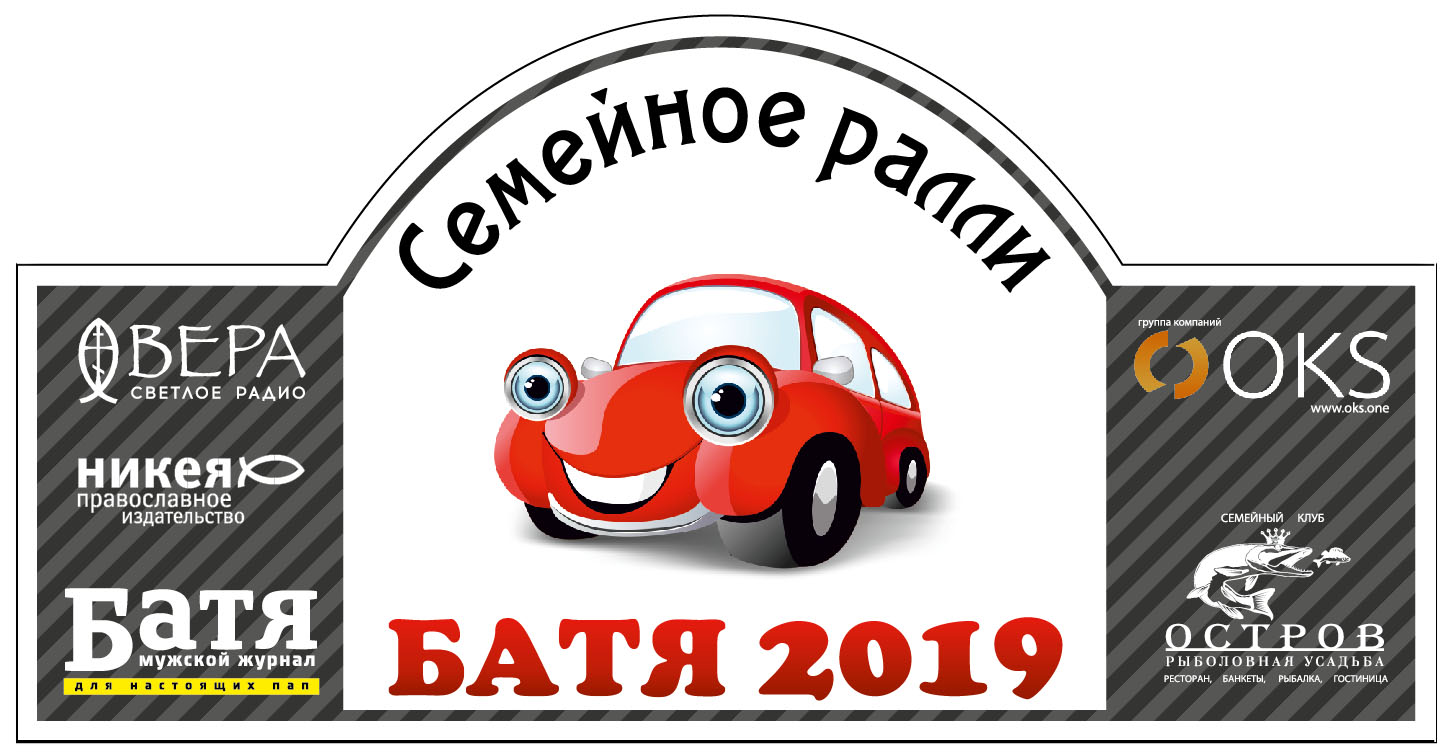 Семейное ралли
ВЕРА
СВЕТЛОЕ РАДИО
никея
православное
издательство
Батя
мужской журнал
для настоящих пап
БАТЯ 2019
группа компаний
OKS
www.oks.one
СЕМЕЙНЫЙ КЛУБ
ОСТРОВ
РЫБОЛОВНАЯ УСАДЬБА
РЕСТОРАН, БАНКЕТЫ, РЫБАЛКА, ГОСТИНИЦА